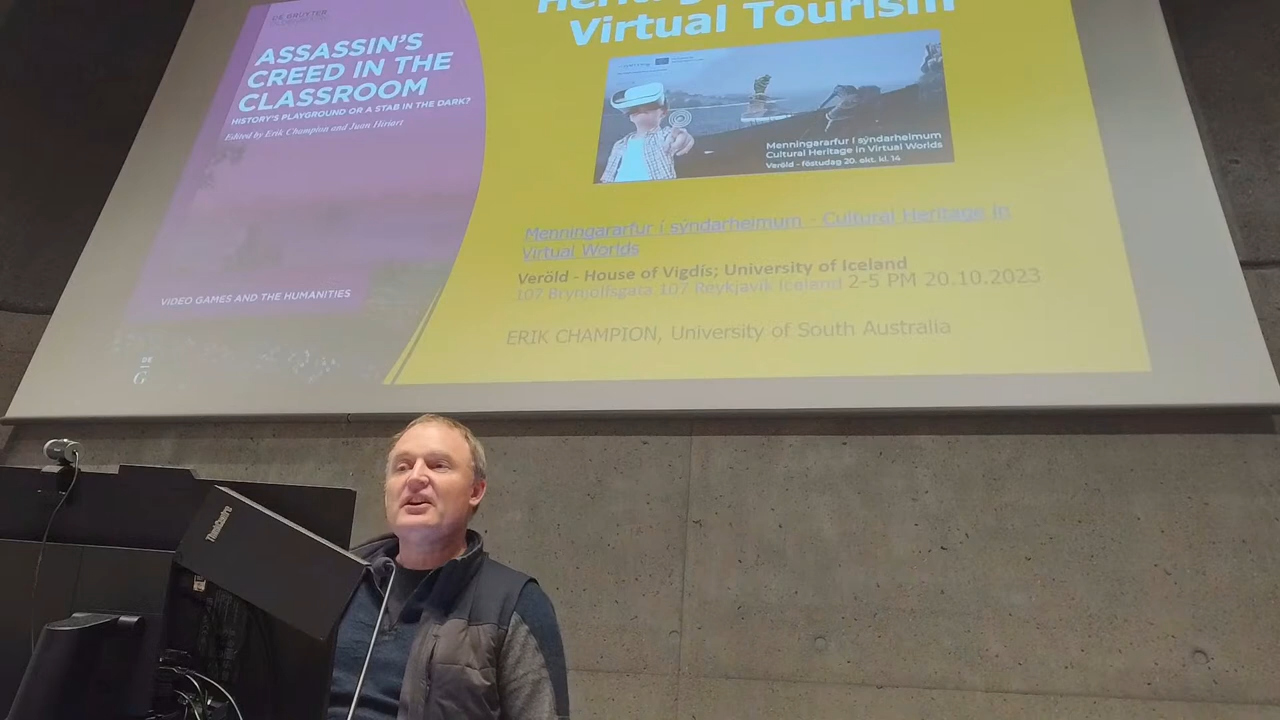 DE GRUYTER
ASSASSIN'S
CREED IN THE
CLASSROOM
HISTORY'S PLAYGROUND OR A STAB IN THE DARK?
Edited by Erik Champion and Juan Hiriart
VIDEO GAMES AND THE HUMANITIES
Virtual Tourism
Menningararfur í sýndarheimum
Cultural Heritage in Virtual Worlds
Veröld - föstudag 20. okt. kl. 14
Menningararfur í sýndarheimum - Cultural Heritage in
Virtual Worlds
Veröld - House of Vigdís; University of Iceland
107 Brynjólfsgata 107 Reykjavík Iceland 2-5 PM 20.10.2023
ERIK CHAMPION, University of South Australia
ThinkCentre